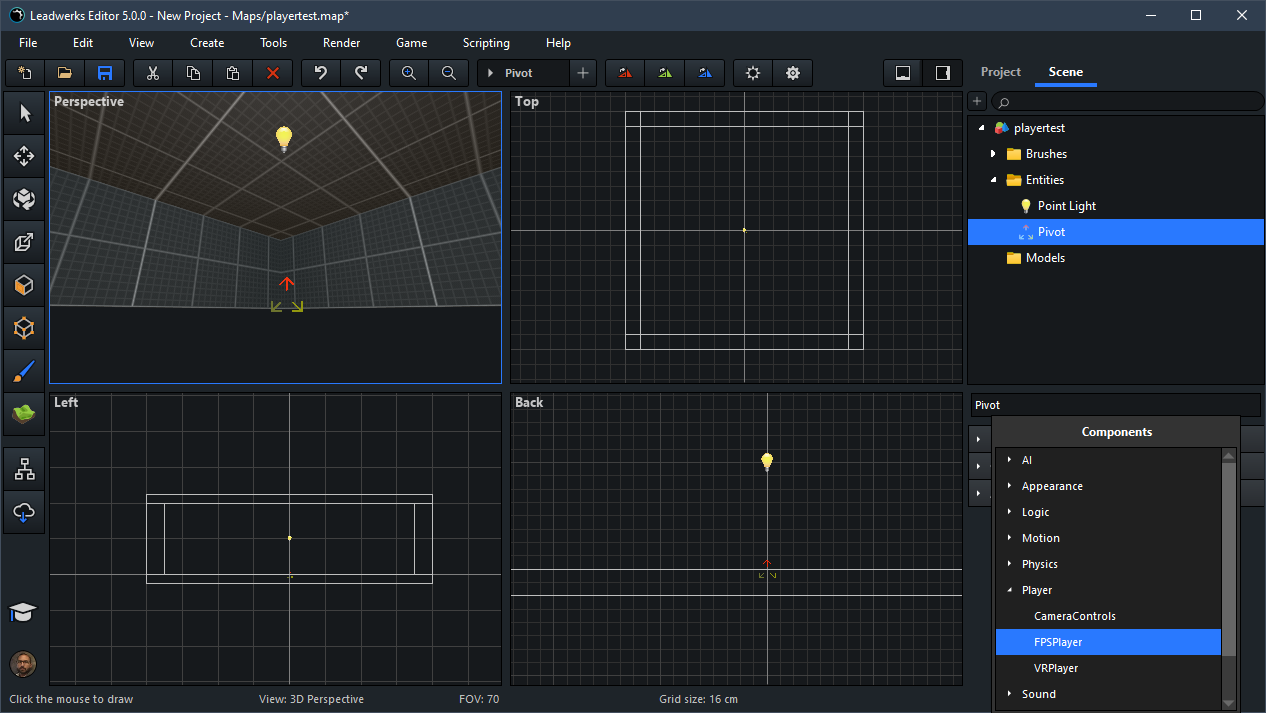 Leadwerks Editor 5.0.0 - New Project - Maps/playertest.map*
File Edit View Create Tools Render Game Scripting Help
Pivot
Project Scene
Perspective
Top
Left
Back
playertest
Brushes
Entities
Point Light
Pivot
Models
Pivot
Components
AI
Appearance
Logic
Motion
Physics
Player
CameraControls
FPSPlayer
VRPlayer
Sound
Click the mouse to draw View: 3D Perspective FOV: 70 Grid size: 16 cm